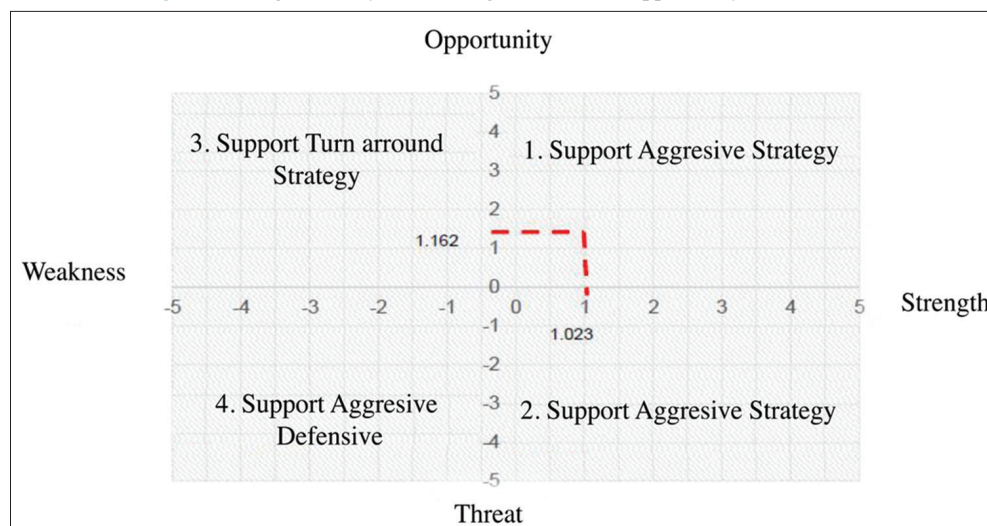 Opportunity
5
3. Support Turn arround
Strategy
4
1. Support Aggresive Strategy
3
2
1.162
1
Weakness
0
-5 -4 -3 -2 -1 0 1 2 3 4 5
Strength
-1
1.023
-2
4. Support Aggresive
Defensive
-3
2. Support Aggresive Strategy
-4
-5
Threat